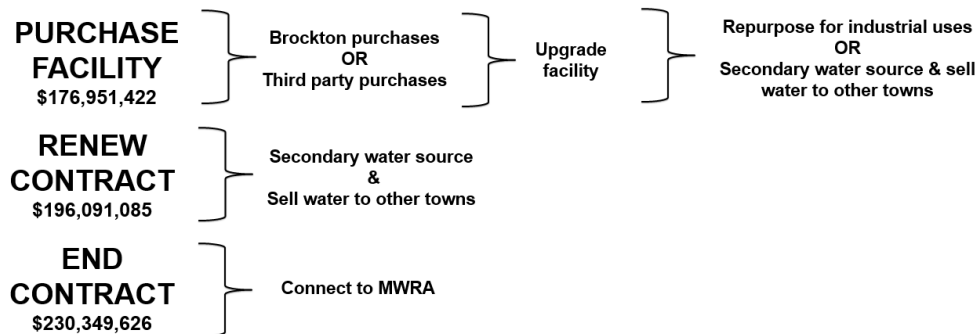 PURCHASE
FACILITY
$176,951,422
Brockton purchases
OR
Third party purchases
Upgrade
facility
Repurpose for industrial uses
OR
Secondary water source & sell
water to other towns
RENEW
CONTRACT
$196,091,085
Secondary water source
&
Sell water to other towns
END
CONTRACT
$230,349,626
Connect to MWRA